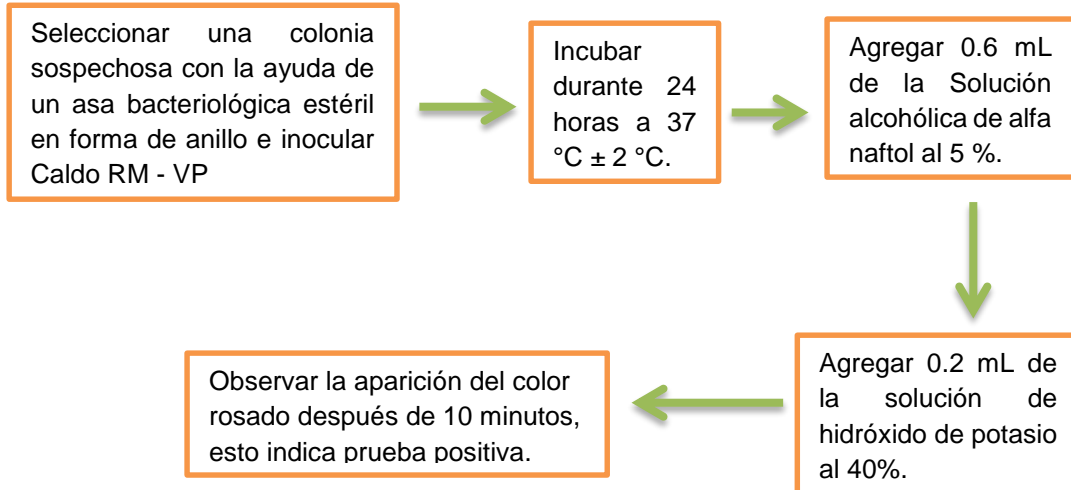 Seleccionar una colonia
sospechosa con la ayuda de
un asa bacteriológica estéril
en forma de anillo e inocular
Caldo RM - VP
Incubar
durante 24
horas a 37
°C ± 2 °C.
Agregar 0.6 mL
de la Solución
alcohólica de alfa
naftol al 5 %.
Agregar 0.2 mL de
la solución de
hidróxido de potasio
al 40%.
Observar la aparición del color
rosado después de 10 minutos,
esto indica prueba positiva.